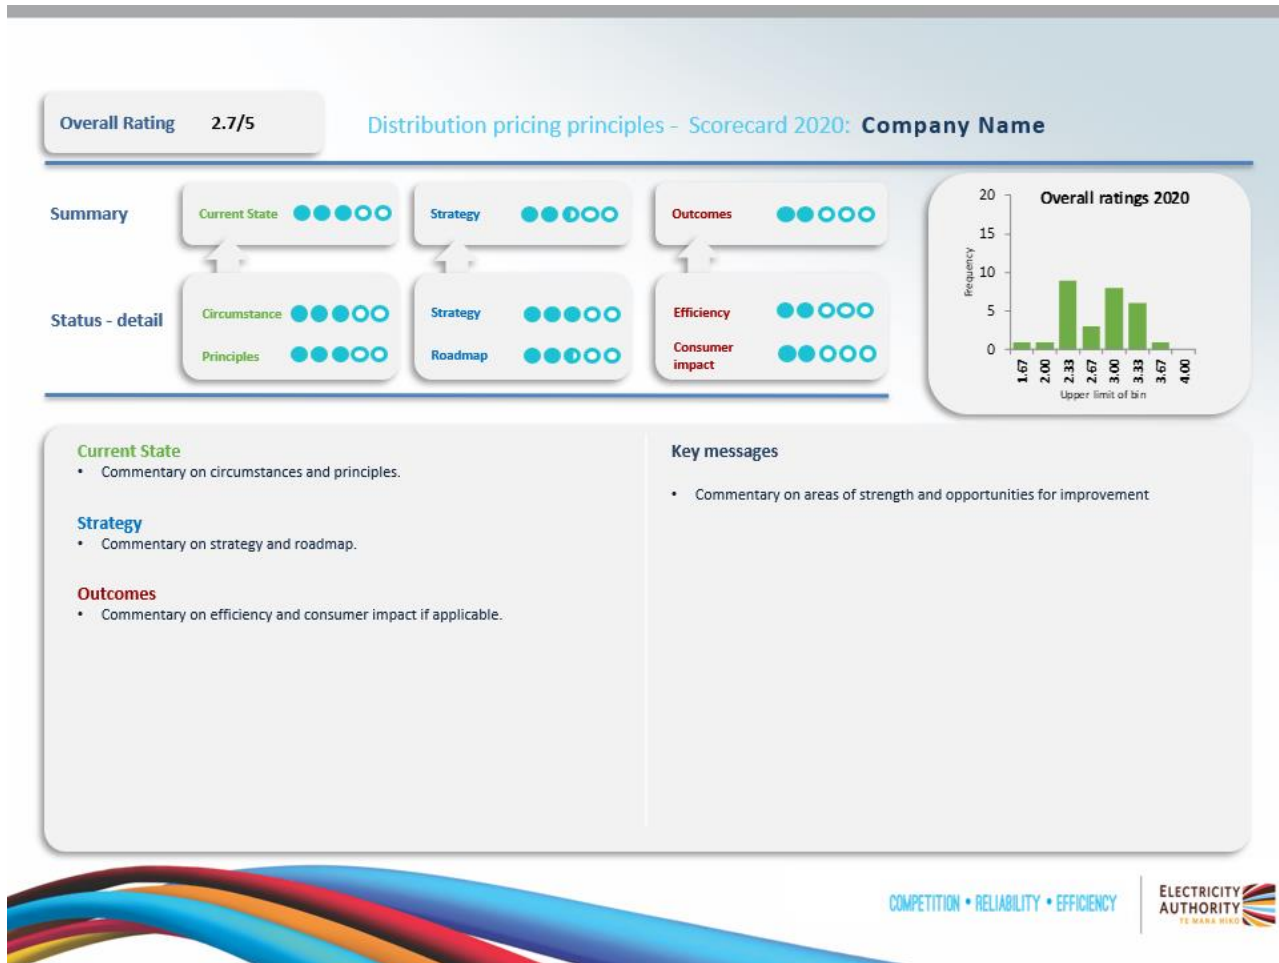 Overall Rating 2.7/5
Distribution pricing principles - Scorecard 2020: Company Name
Summary
Current State
Strategy
Outcomes
Status - detail
Circumstance
Principles
Strategy
Roadmap
Efficiency
Consumer
impact
Overall ratings 2020
Frequency
20
15
10
5
0
1.67 2.00 2.33 2.67 3.00 3.33 3.67 4.00
Upper limit of bin
Current State
• Commentary on circumstances and principles.
Strategy
• Commentary on strategy and roadmap.
Outcomes
• Commentary on efficiency and consumer impact if applicable.
Key messages
• Commentary on areas of strength and opportunities for improvement
COMPETITION • RELIABILITY • EFFICIENCY
ELECTRICITY
AUTHORITY
TE MANA HIKO